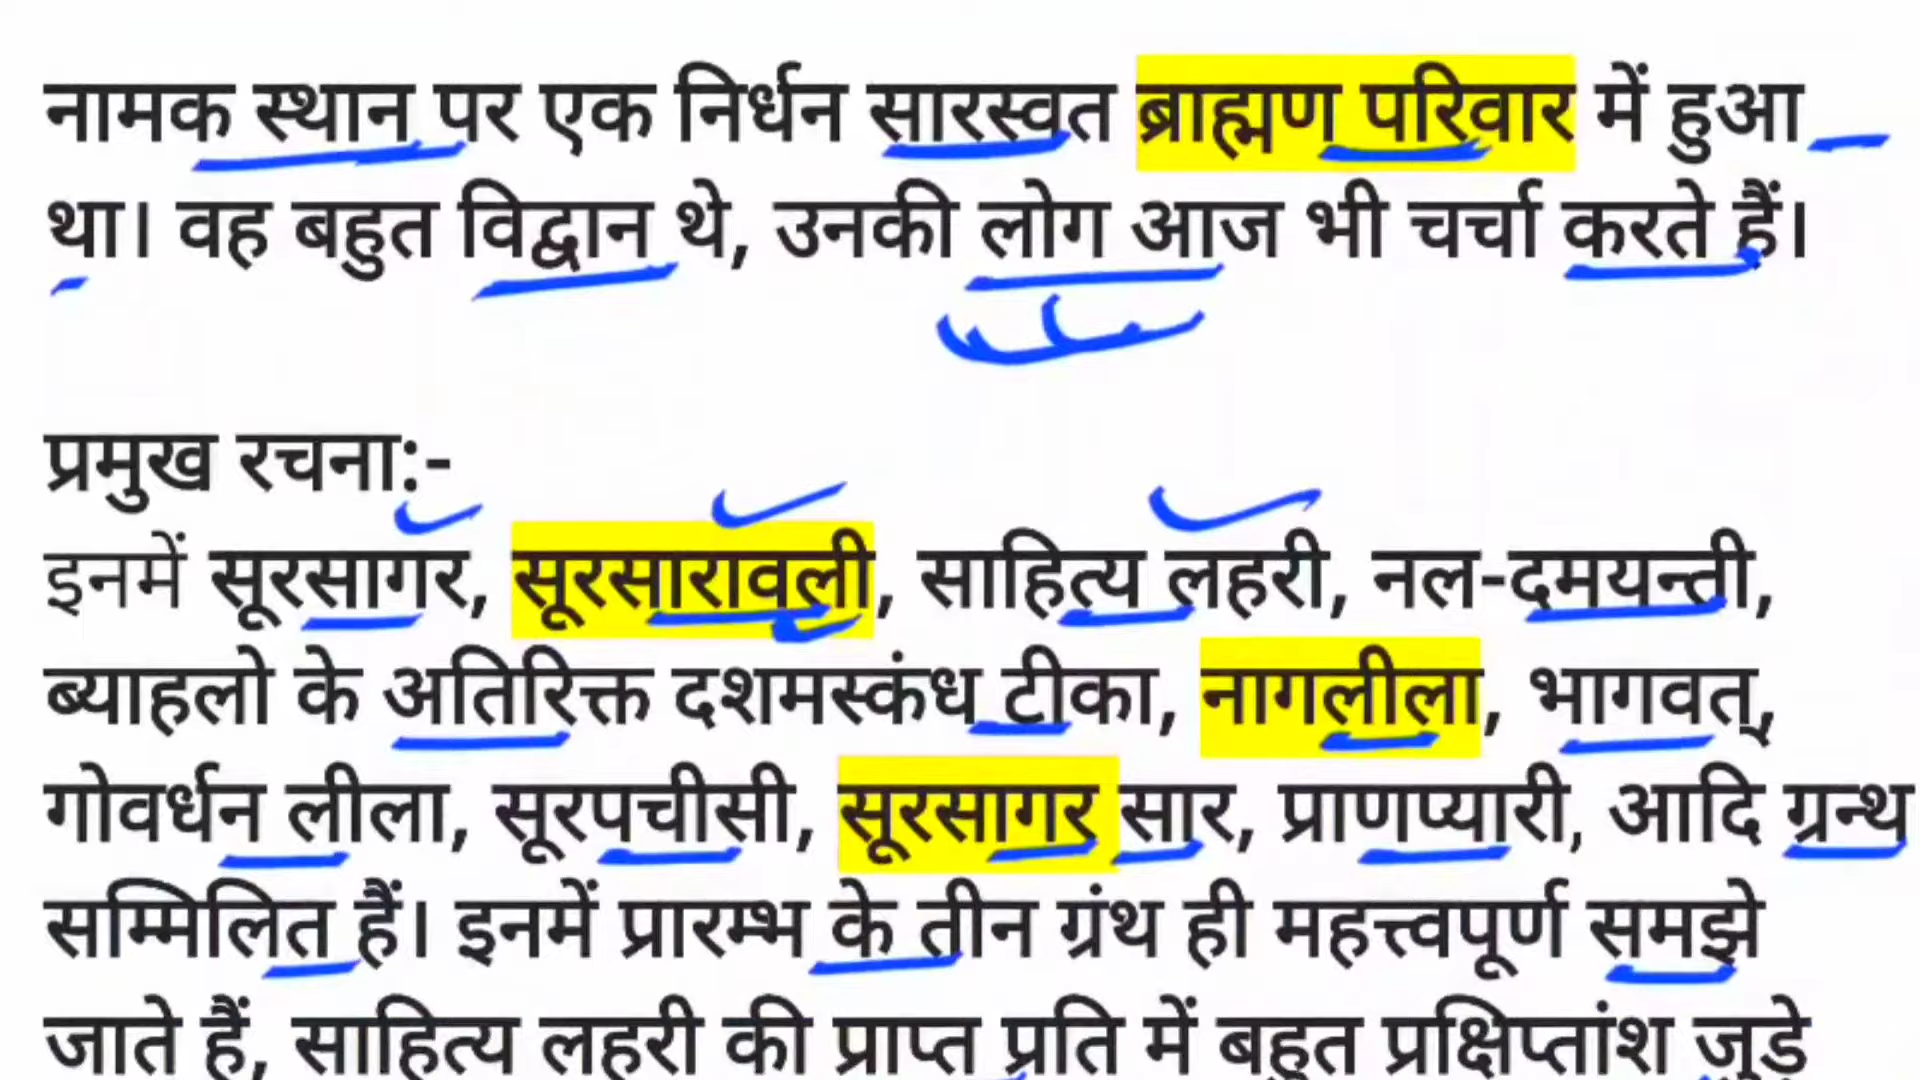 नामक स्थान पर एक निर्धन सारस्वत ब्राह्मण परिवार में हुआ
था। वह बहुत विद्वान थे, उनकी लोग आज भी चर्चा करते हैं।
प्रमुख रचना:-
इनमें सूरसागर, सूरसारावली, साहित्य लहरी, नल-दमयन्ती,
ब्याहलो के अतिरिक्त दशमस्कंध टीका, नागलीला, भागवत्,
गोवर्धन लीला, सूरपचीसी, सूरसागर सार, प्राणप्यारी, आदि ग्रन्थ
सम्मिलित हैं। इनमें प्रारम्भ के तीन ग्रंथ ही महत्त्वपूर्ण समझे
जाते हैं, साहित्य लहरी की प्राप्त प्रति में बहुत प्रक्षिप्तांश जुड़े